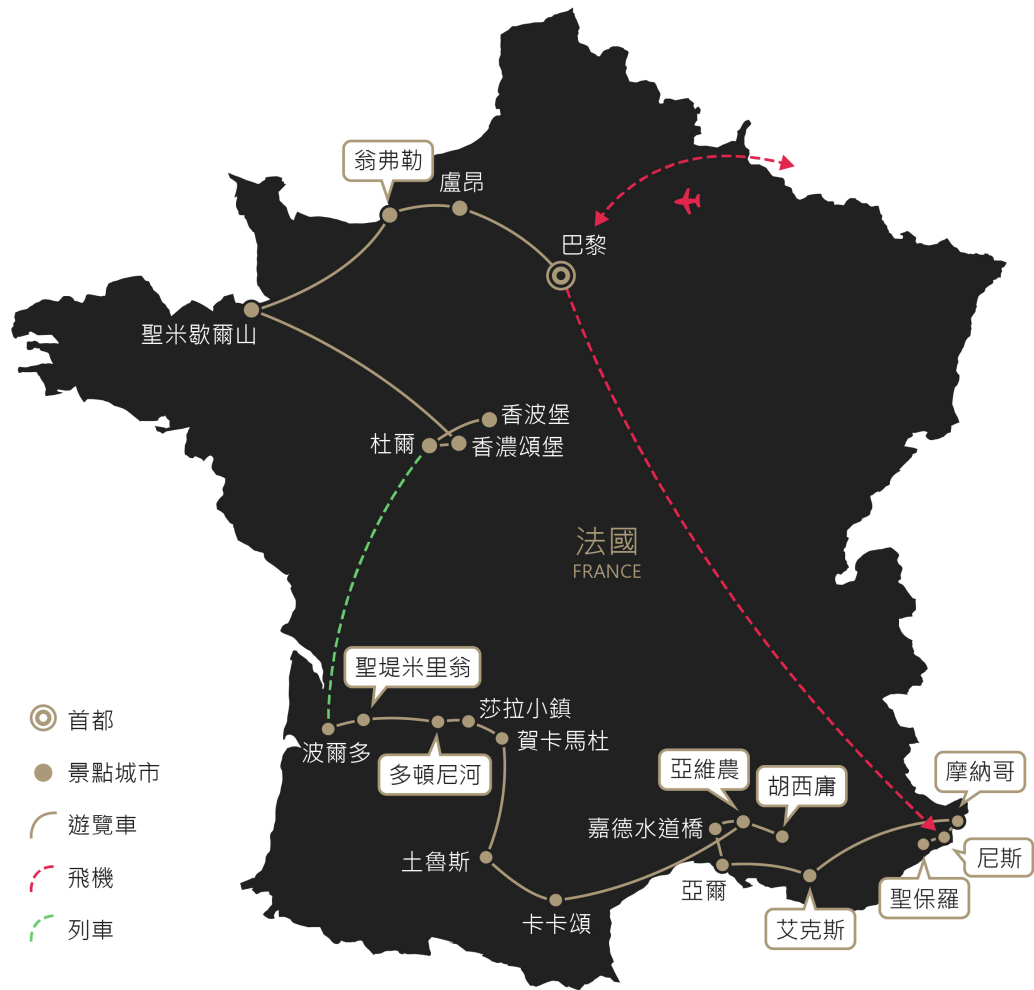 翁弗勒
盧昂
巴黎
聖米歇爾山
香波堡
杜爾
香濃頌堡
法國
FRANCE
聖堤米里翁
莎拉小鎮
賀卡馬杜
波爾多
多頓尼河
亞維農
胡西庸
摩納哥
嘉德水道橋
尼斯
土魯斯
亞爾
聖保羅
卡卡頌
艾克斯
首都
景點城市
遊覽車
飛機
列車